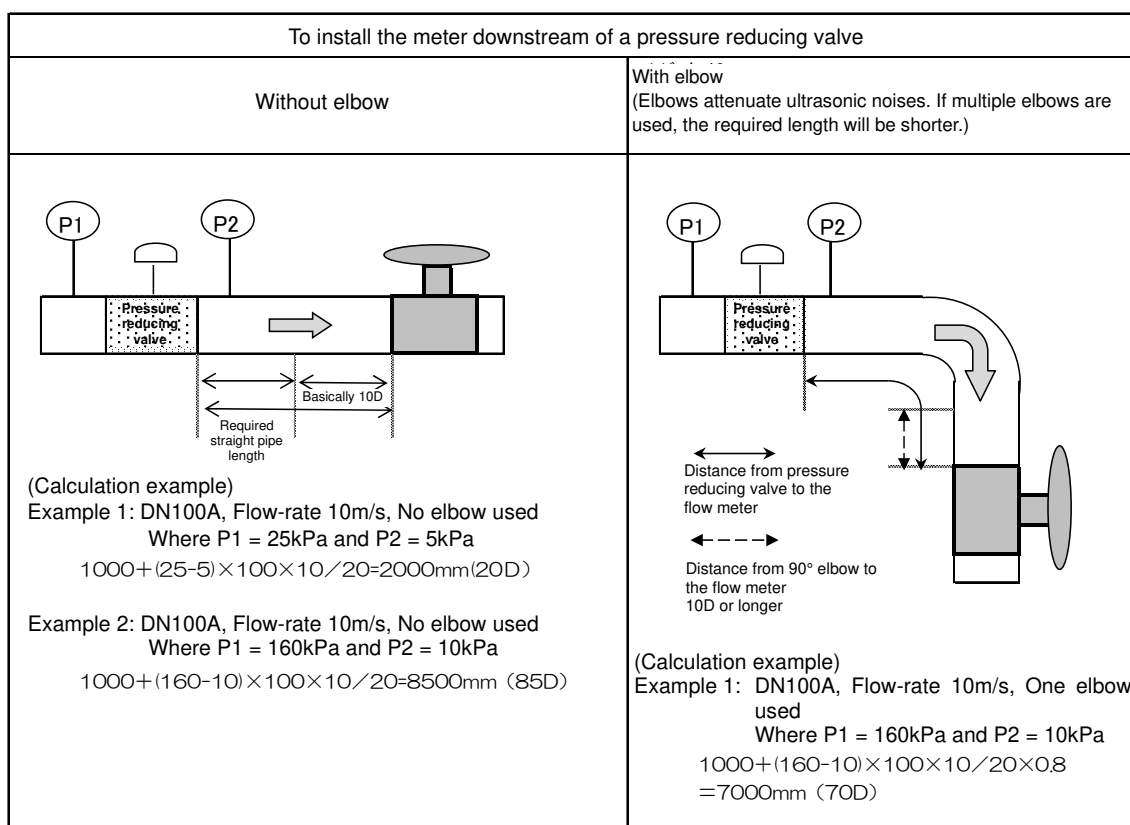 To install the meter downstream of a pressure reducing valve
Without elbow
With elbow
(Elbows attenuate ultrasonic noises. If multiple elbows are
used, the required length will be shorter.)
P1
P2
Pressure
reducing
valve
Basically 10D
Required
straight pipe
length
(Calculation example)
Example 1: DN100A, Flow-rate 10m/s, No elbow used
Where P1 = 25kPa and P2 = 5kPa
1000+(25-5)×100×10/20=2000mm(20D)
Example 2: DN100A, Flow-rate 10m/s, No elbow used
Where P1 = 160kPa and P2 = 10kPa
1000+(160-10)×100×10/20=8500mm (85D)
P1
P2
Pressure
reducing
valve
Distance from pressure
reducing valve to the
flow meter
Distance from 90° elbow to
the flow meter
10D or longer
(Calculation example)
Example 1: DN100A, Flow-rate 10m/s, One elbow
used
Where P1 = 160kPa and P2 = 10kPa
1000+(160-10)×100×10/20×0.8
=7000mm (70D)